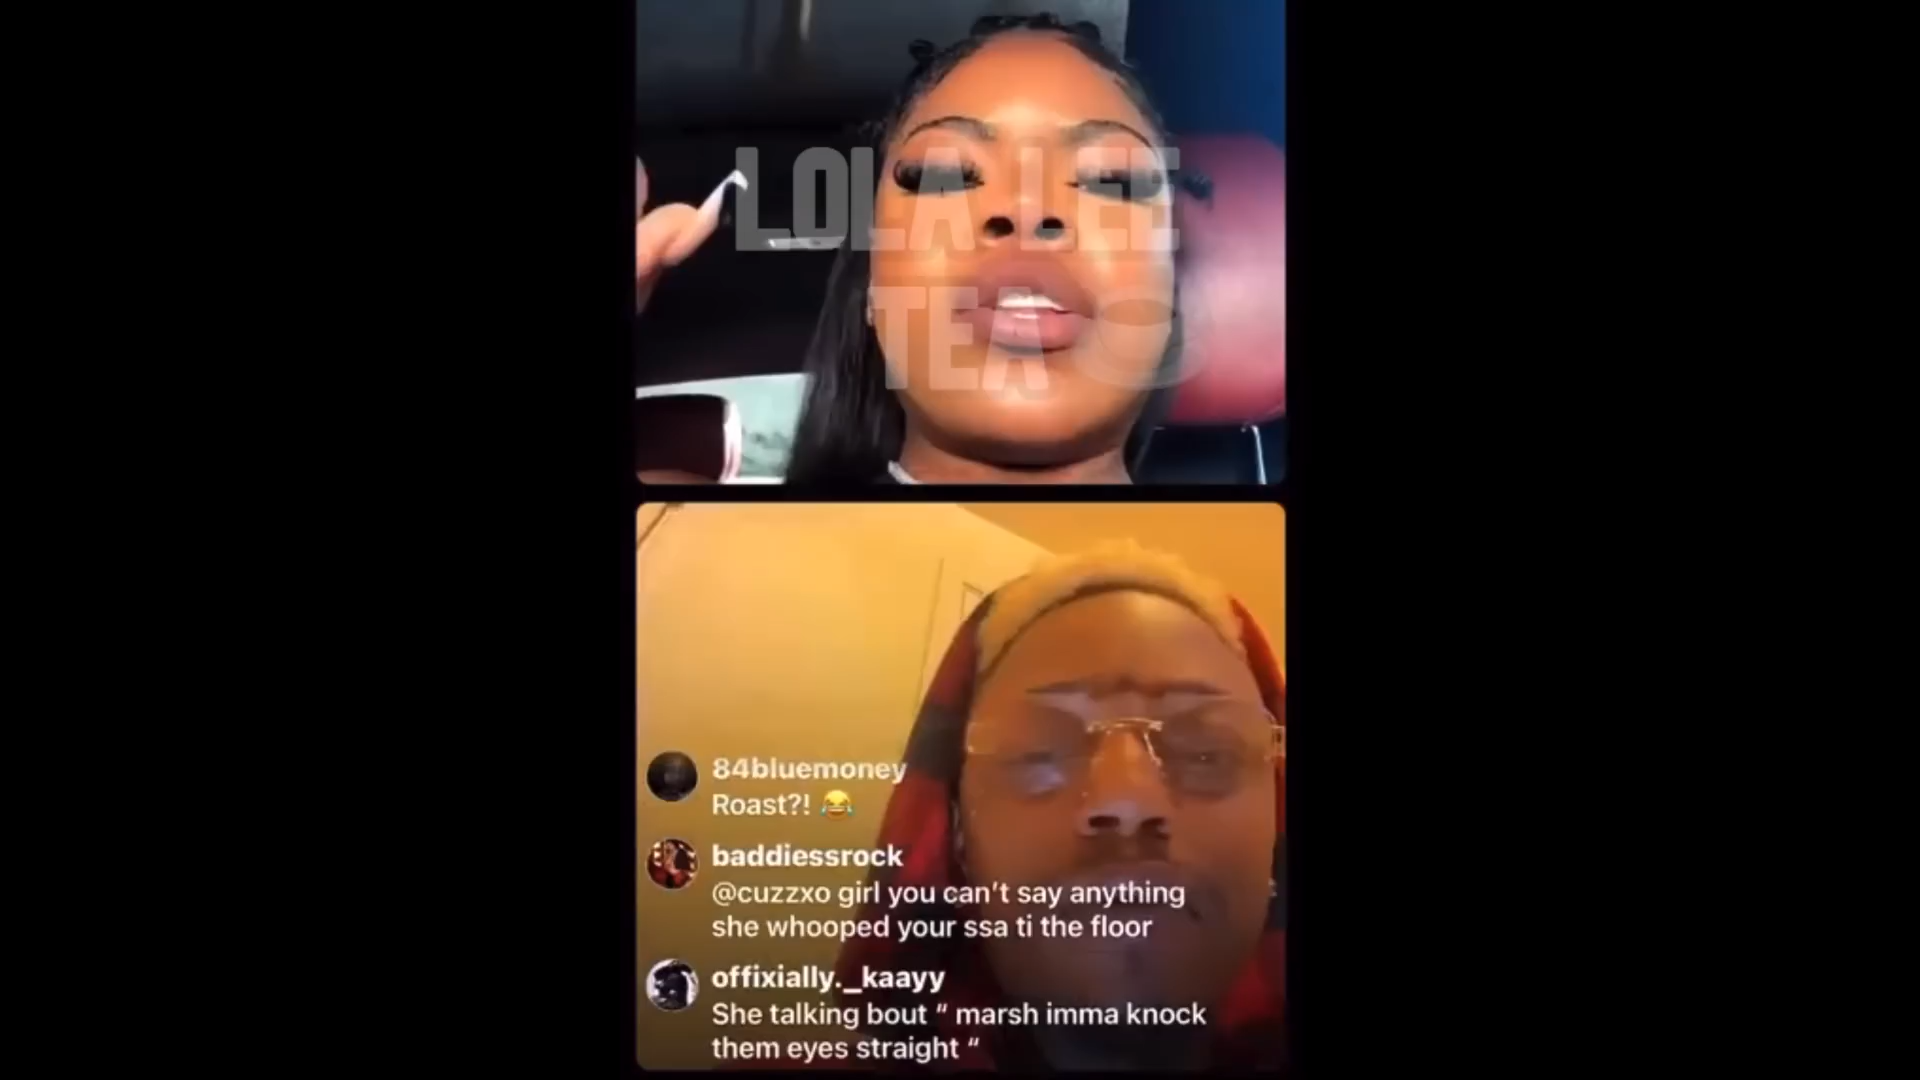 LOLA LEE
TEA
84bluemoney
Roast?! 😂
baddiessrock
@cuzzxo girl you can't say anything
she whooped your ssa ti the floor
offixially._kaayy
She talking bout “ marsh imma knock
them eyes straight “